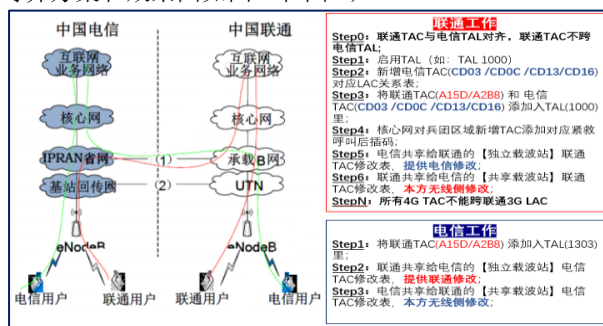 中国电信
中国联通
互联网
业务网络
互联网
业务网络
核心网
核心网
IPRAN省网
(1)
承载B网
基站回传网
(2)
UTN
eNodeB
eNodeB
电信用户
联通用户
联通用户
电信用户
联通工作
Step0：联通TAC与电信TAL对齐，联通TAC不跨
电信TAL;
Step1：启用TAL（如：TAL 1000）
Step2：新增电信TAC(CD03 /CD0C /CD13/CD16)
对应LAC关系表;
Step3：将联通TAC(A15D/A2B8) 和 电信
TAC(CD03 /CD0C /CD13/CD16) 添加入TAL(1000)
里;
Step4：核心网对兵团区域新增TAC添加对应紧救
呼叫后插码;
Step5：电信共享给联通的【独立载波站】联通
TAC修改表，提供电信修改;
Step6：联通共享给电信的【共享载波站】联通
TAC修改表，本方无线侧修改;
StepN：所有4G TAC不能跨联通3G LAC
电信工作
Step1：将联通TAC(A15D/A2B8) 添加入TAL(1303)
里;
Step2：联通共享给电信的【独立载波站】电信
TAC修改表，提供联通修改;
Step3：电信共享给联通的【共享载波站】电信
TAC修改表，本方无线侧修改;